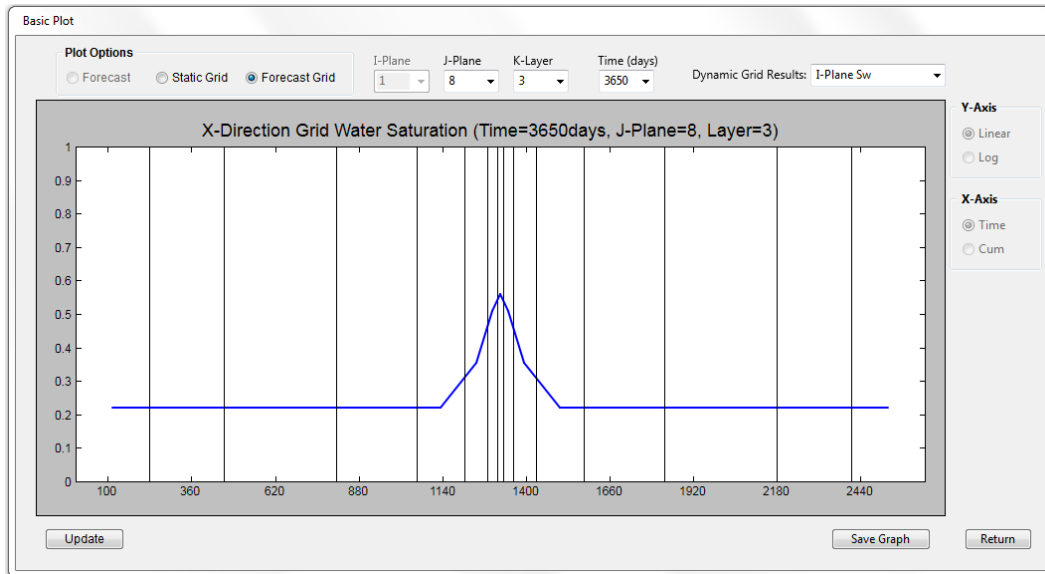 Basic Plot
Plot Options
Forecast Static Grid Forecast Grid
I-Plane J-Plane K-Layer Time (days)
1 8 3 3650
Dynamic Grid Results: I-Plane Sw
X-Direction Grid Water Saturation (Time=3650days, J-Plane=8, Layer=3)
1
0.9
0.8
0.7
0.6
0.5
0.4
0.3
0.2
0.1
0
100 360 620 880 1140 1400 1660 1920 2180 2440
Y-Axis
Linear
Log
X-Axis
Time
Cum
Update Save Graph Return